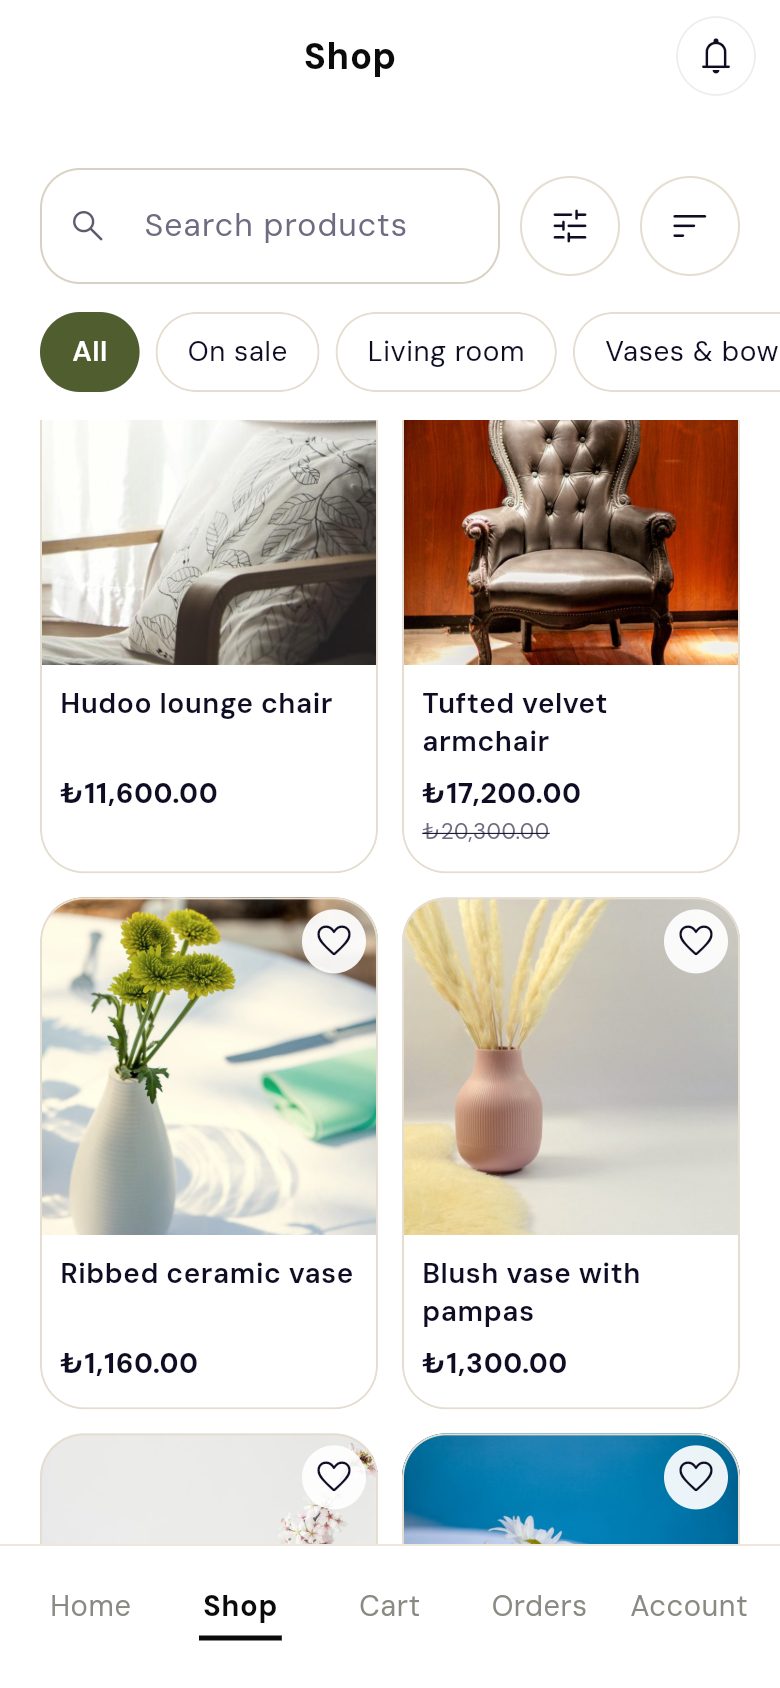 Shop
Search products
All
On sale
Living room
Vases & bow
Hudoo lounge chair
₺11,600.00
Tufted velvet
armchair
₺17,200.00
₺20,300.00
Ribbed ceramic vase
₺1,160.00
Blush vase with
pampas
₺1,300.00
Home
Shop
Cart
Orders
Account